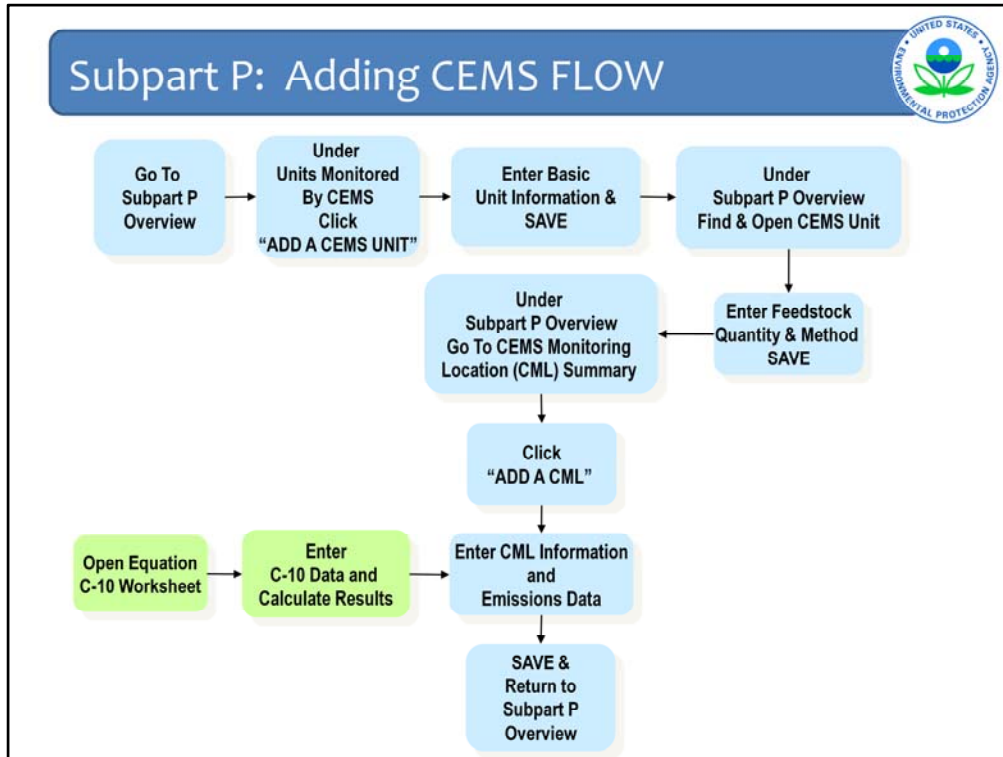 Subpart P: Adding CEMS FLOW
UNITED STATES
ENVIRONMENTAL PROTECTION AGENCY
Go To
Subpart P
Overview
Under
Units Monitored
By CEMS
Click
“ADD A CEMS UNIT”
Enter Basic
Unit Information &
SAVE
Under
Subpart P Overview
Find & Open CEMS Unit
Enter Feedstock
Quantity & Method
SAVE
Under
Subpart P Overview
Go To CEMS Monitoring
Location (CML) Summary
Click
“ADD A CML”
Open Equation
C-10 Worksheet
Enter
C-10 Data and
Calculate Results
Enter CML Information
and
Emissions Data
SAVE &
Return to
Subpart P
Overview